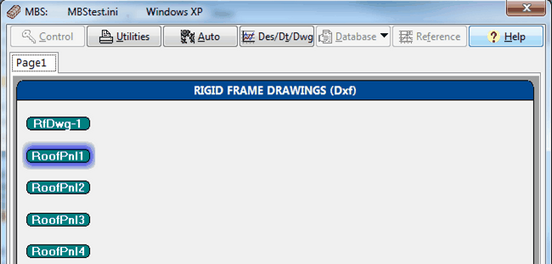 MBS: MBStest.ini Windows XP
Control Utilities Auto Des/Dt/Dwg Database Reference Help
Page1
RIGID FRAME DRAWINGS (Dxf)
RfDwg-1
RoofPnl1
RoofPnl2
RoofPnl3
RoofPnl4